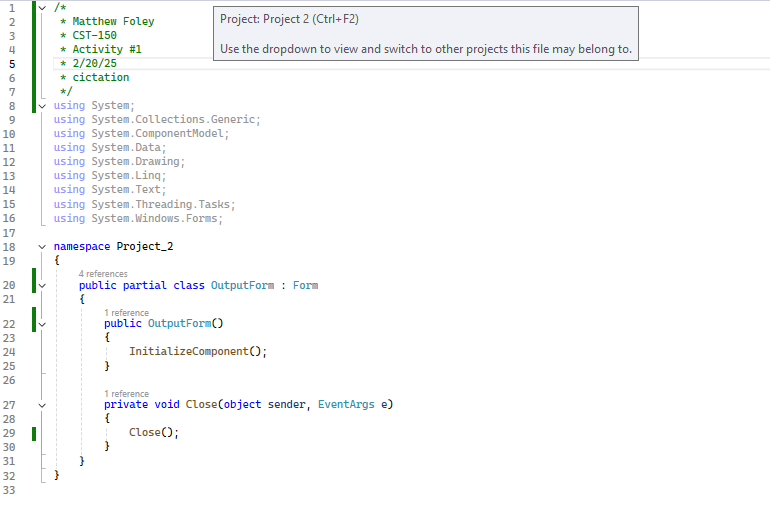 1 /*
Project: Project 2 (Ctrl+F2)
2 * Matthew Foley
3 * CST-150
Use the dropdown to view and switch to other projects this file may belong to.
4 * Activity #1
5 * 2/20/25
6 * cictation
7 */
8 using System;
9 using System.Collections.Generic;
10 using System.ComponentModel;
11 using System.Data;
12 using System.Drawing;
13 using System.Linq;
14 using System.Text;
15 using System.Threading.Tasks;
16 using System.Windows.Forms;
17
18 namespace Project_2
19 {
4 references
20 public partial class OutputForm : Form
21 {
1 reference
22 public OutputForm()
23 {
24 InitializeComponent();
25 }
26
1 reference
27 private void Close(object sender, EventArgs e)
28 {
29 Close();
30 }
31 }
32 }
33